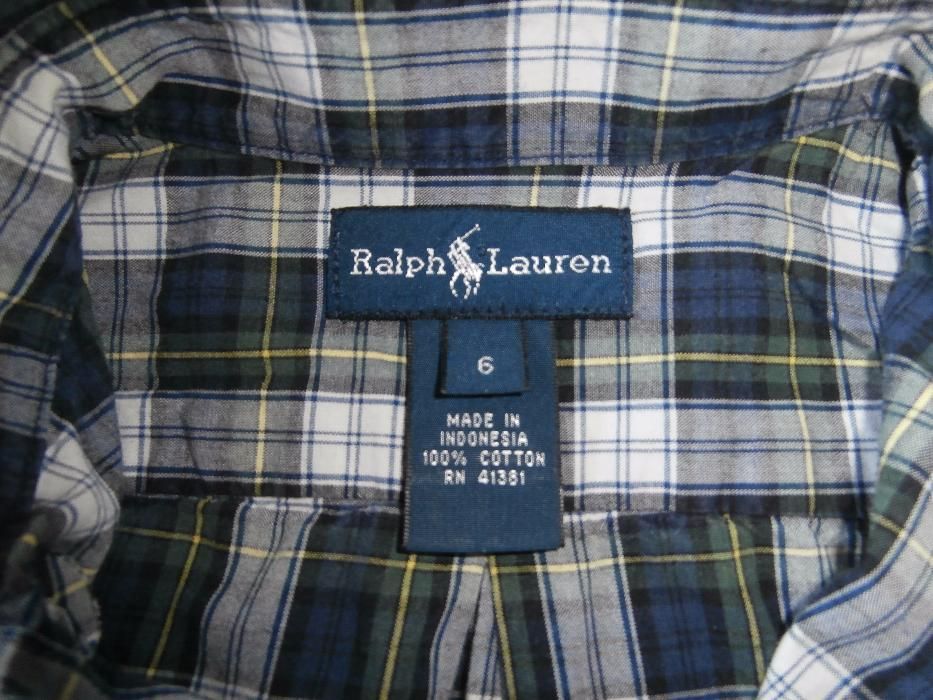 Ralph Lauren
6
MADE IN
INDONESIA
100% COTTON
RN 41381